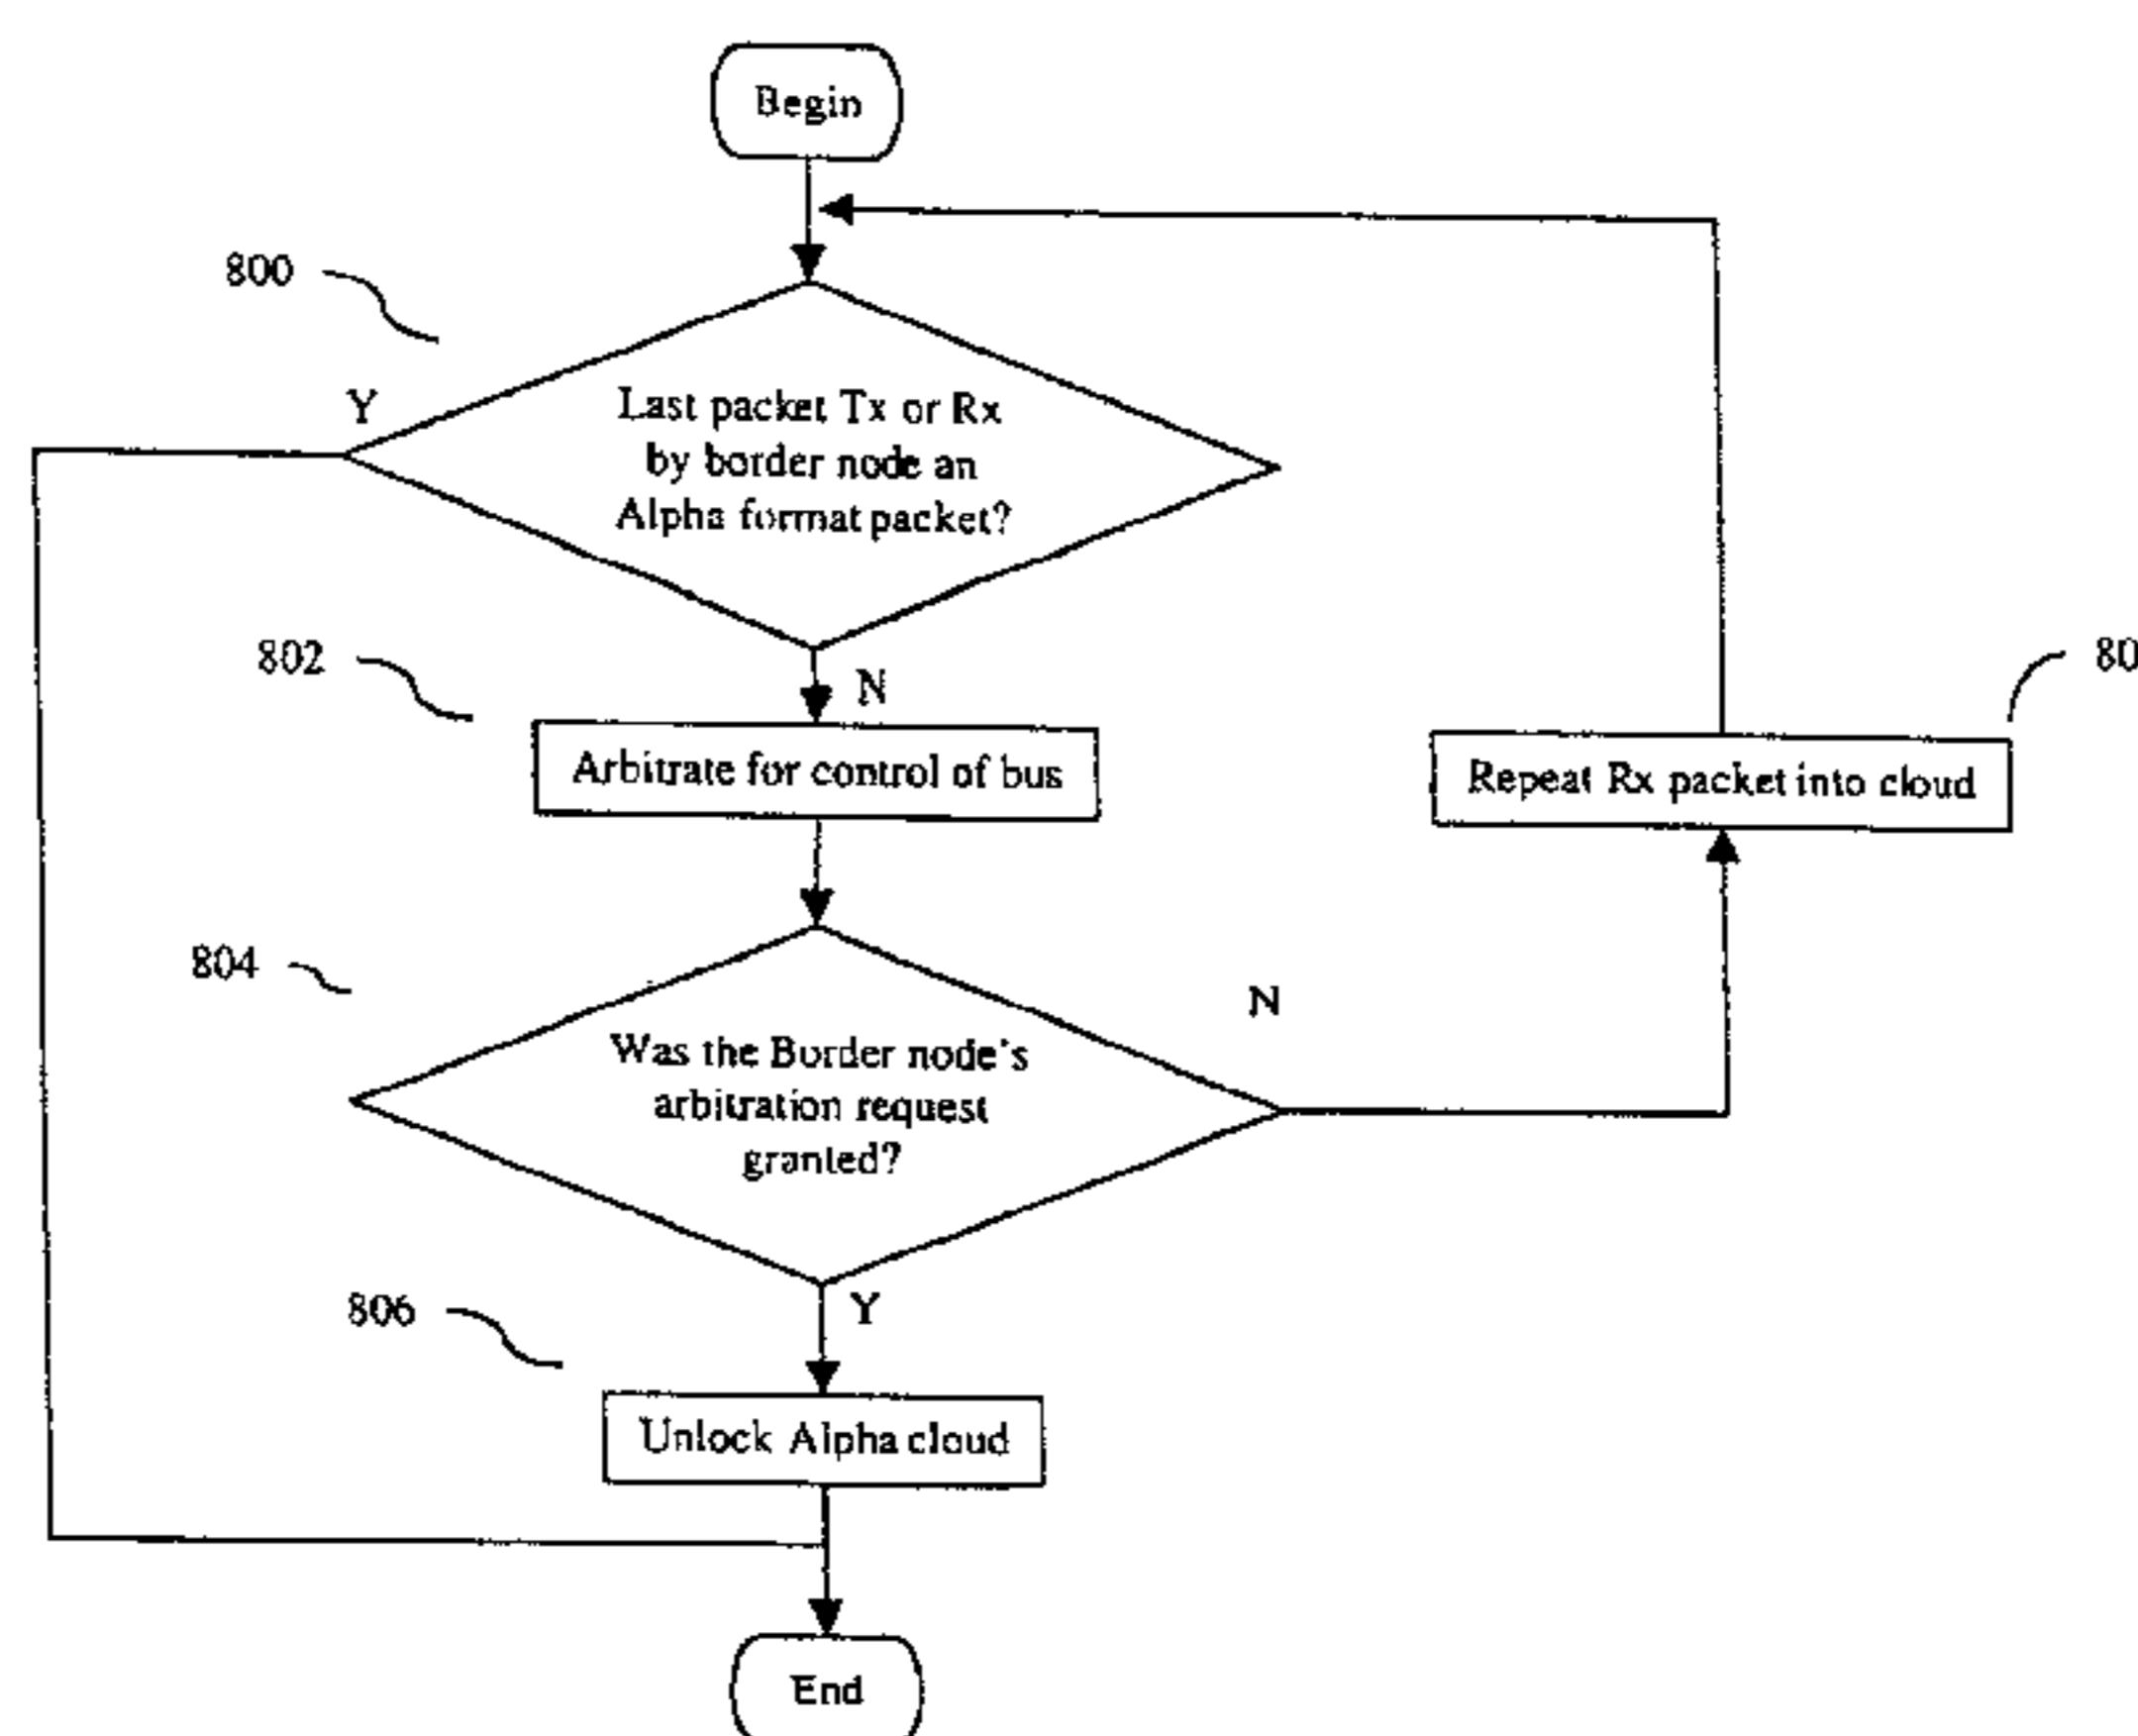 Begin
800
Y
Last packet Tx or Rx
by border node an
Alpha format packet?
802
N
80
Arbitrate for control of bus
Repeat Rx packet into cloud
804
N
Was the Border node's
arbitration request
granted?
806
Y
Unlock Alpha cloud
End